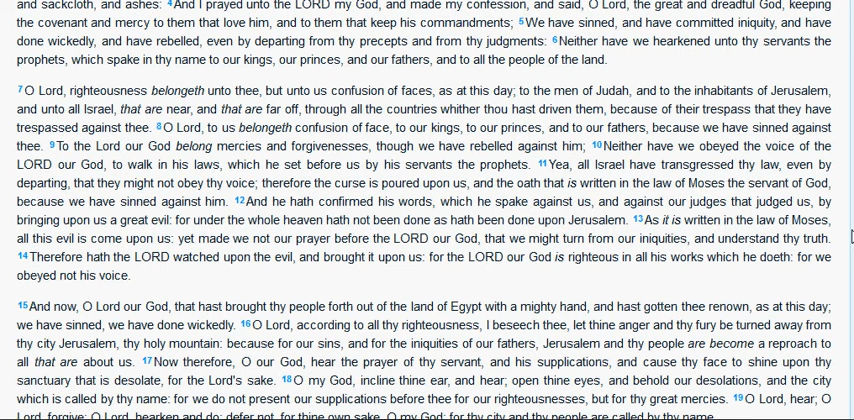 and sackcloth, and ashes: 4And I prayed unto the LORD my God, and made my confession, and said, O Lord, the great and dreadful God, keeping
the covenant and mercy to them that love him, and to them that keep his commandments; 5We have sinned, and have committed iniquity, and have
done wickedly, and have rebelled, even by departing from thy precepts and from thy judgments: 6Neither have we hearkened unto thy servants the
prophets, which spake in thy name to our kings, our princes, and our fathers, and to all the people of the land.
7O Lord, righteousness belongeth unto thee, but unto us confusion of faces, as at this day; to the men of Judah, and to the inhabitants of Jerusalem,
and unto all Israel, that are near, and that are far off, through all the countries whither thou hast driven them, because of their trespass that they have
trespassed against thee. 8O Lord, to us belongeth confusion of face, to our kings, to our princes, and to our fathers, because we have sinned against
thee. 9To the Lord our God belong mercies and forgivenesses, though we have rebelled against him; 10Neither have we obeyed the voice of the
LORD our God, to walk in his laws, which he set before us by his servants the prophets. 11Yea, all Israel have transgressed thy law, even by
departing, that they might not obey thy voice; therefore the curse is poured upon us, and the oath that is written in the law of Moses the servant of God,
because we have sinned against him. 12And he hath confirmed his words, which he spake against us, and against our judges that judged us, by
bringing upon us a great evil: for under the whole heaven hath not been done as hath been done upon Jerusalem. 13As it is written in the law of Moses,
all this evil is come upon us: yet made we not our prayer before the LORD our God, that we might turn from our iniquities, and understand thy truth.
14Therefore hath the LORD watched upon the evil, and brought it upon us: for the LORD our God is righteous in all his works which he doeth: for we
obeyed not his voice.
15And now, O Lord our God, that hast brought thy people forth out of the land of Egypt with a mighty hand, and hast gotten thee renown, as at this day;
we have sinned, we have done wickedly. 16O Lord, according to all thy righteousness, I beseech thee, let thine anger and thy fury be turned away from
thy city Jerusalem, thy holy mountain: because for our sins, and for the iniquities of our fathers, Jerusalem and thy people are become a reproach to
all that are about us. 17Now therefore, O our God, hear the prayer of thy servant, and his supplications, and cause thy face to shine upon thy
sanctuary that is desolate, for the Lord's sake. 18O my God, incline thine ear, and hear; open thine eyes, and behold our desolations, and the city
which is called by thy name: for we do not present our supplications before thee for our righteousnesses, but for thy great mercies. 19O Lord, hear; O
Lord, forgive; O Lord, hearken and do; defer not, for thine own sake, O my God: for thy city and thy people are called by thy name.